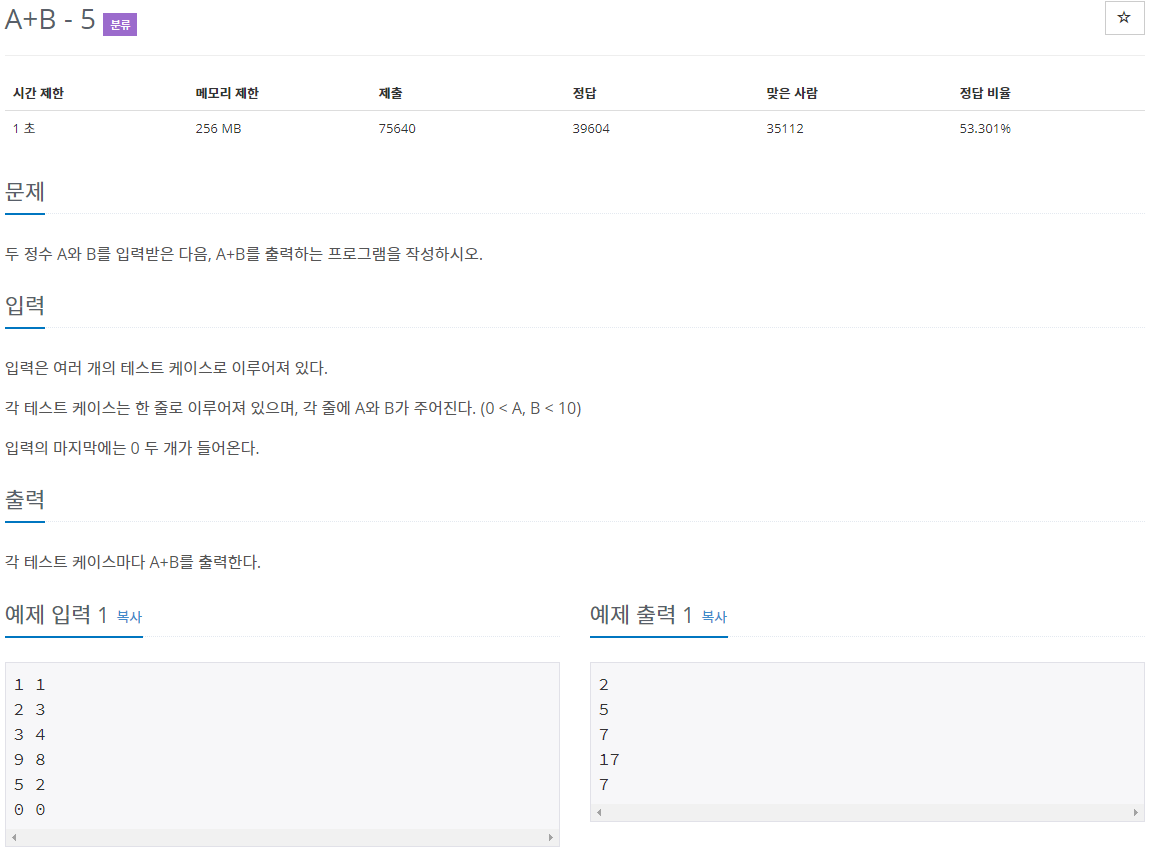 A+B - 5 분류
☆
시간 제한 메모리 제한 제출 정답 맞은 사람 정답 비율
1 초 256 MB 75640 39604 35112 53.301%
문제
두 정수 A와 B를 입력받은 다음, A+B를 출력하는 프로그램을 작성하시오.
입력
입력은 여러 개의 테스트 케이스로 이루어져 있다.
각 테스트 케이스는 한 줄로 이루어져 있으며, 각 줄에 A와 B가 주어진다. (0 < A, B < 10)
입력의 마지막에는 0 두 개가 들어온다.
출력
각 테스트 케이스마다 A+B를 출력한다.
예제 입력 1 복사
1 1
2 3
3 4
9 8
5 2
0 0
예제 출력 1 복사
2
5
7
17
7